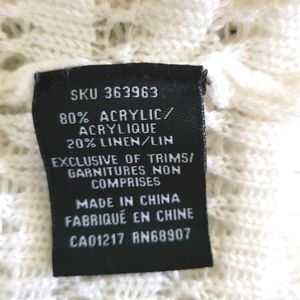 SKU 363963
80% ACRYLIC/
ACRYLIQUE
20% LINEN/LIN
EXCLUSIVE OF TRIMS/
GARNITURES NON
COMPRISES
MADE IN CHINA
FABRIQUÉ EN CHINE
CA01217 RN68907